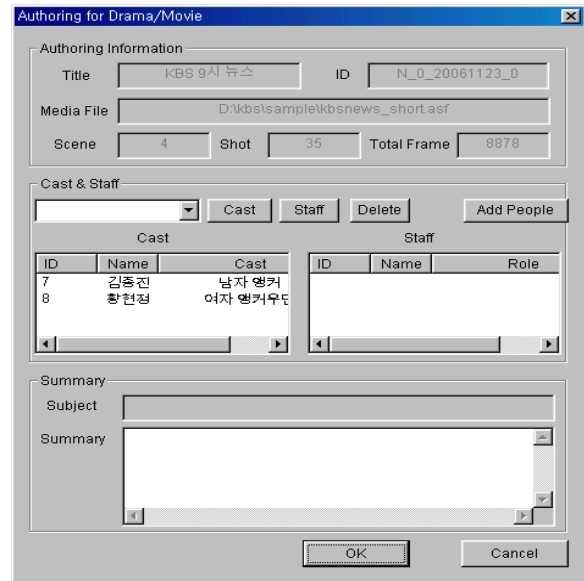 Authoring for Drama/Movie
Authoring Information
Title KBS 9시 뉴스 ID N_0_20061123_0
Media File D:\kbs\sample\kbsnews_short.asf
Scene 4 Shot 35 Total Frame 8878
Cast & Staff
Cast Staff Delete Add People
Cast Staff
ID Name Cast ID Name Role
7 김종진 남자 앵커
8 황현정 여자 앵커우먼
Summary
Subject
Summary
OK Cancel